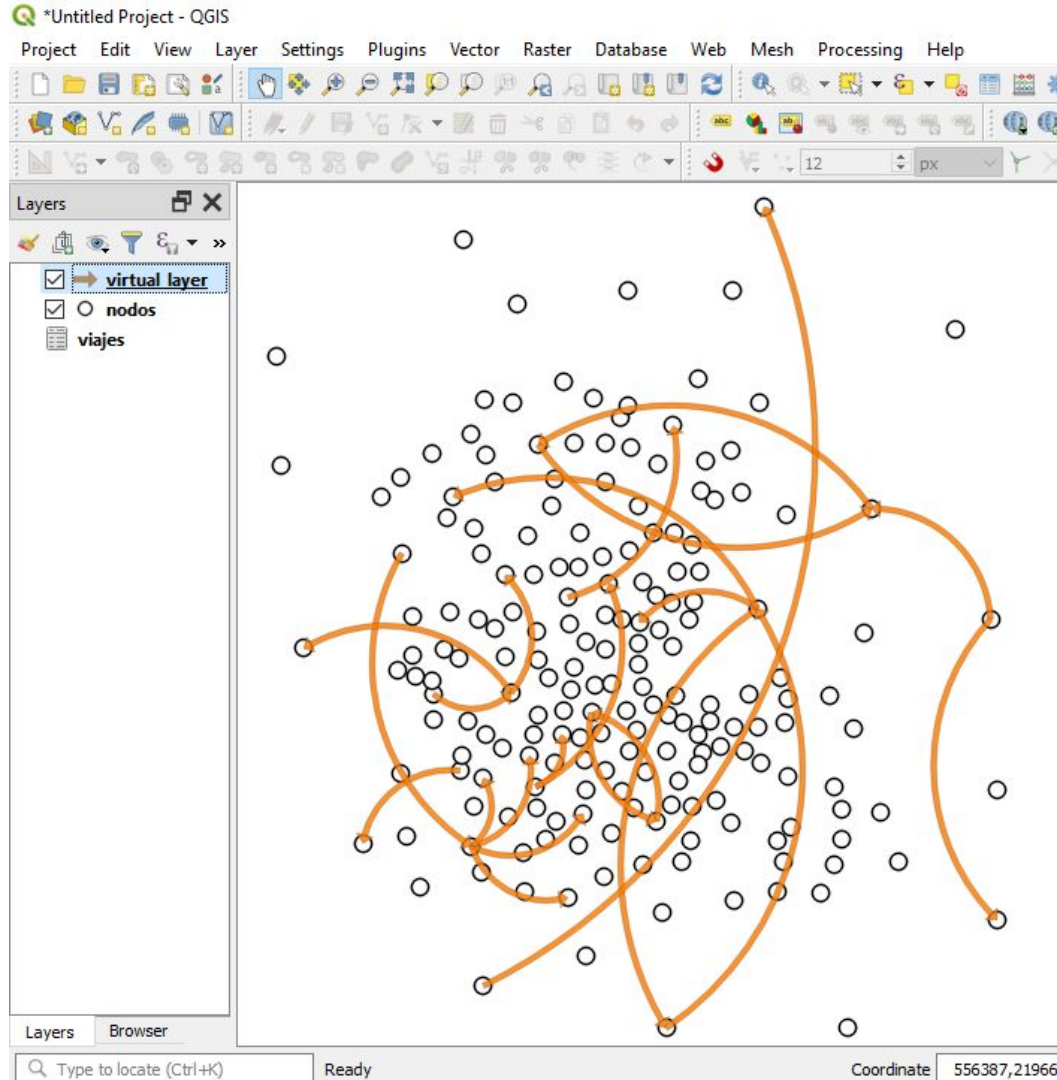 *Untitled Project - QGIS
Project Edit View Layer Settings Plugins Vector Raster Database Web Mesh Processing Help
abc
12 px
Layers
virtual layer
nodos
viajes
Layers Browser
Type to locate (Ctrl+K) Ready Coordinate 556387,21966